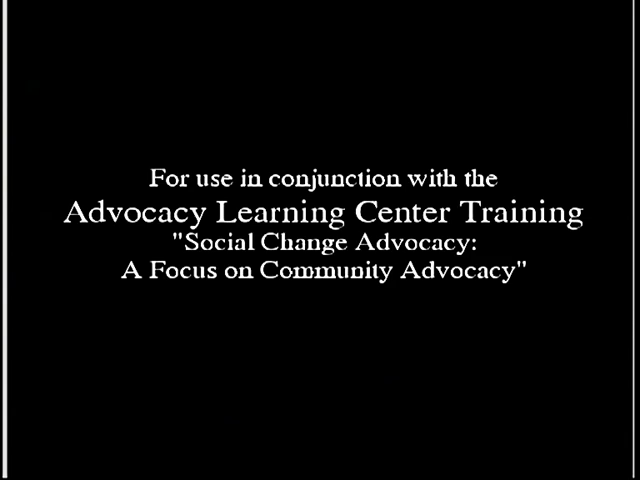 For use in conjunction with the
Advocacy Learning Center Training
"Social Change Advocacy:
A Focus on Community Advocacy"